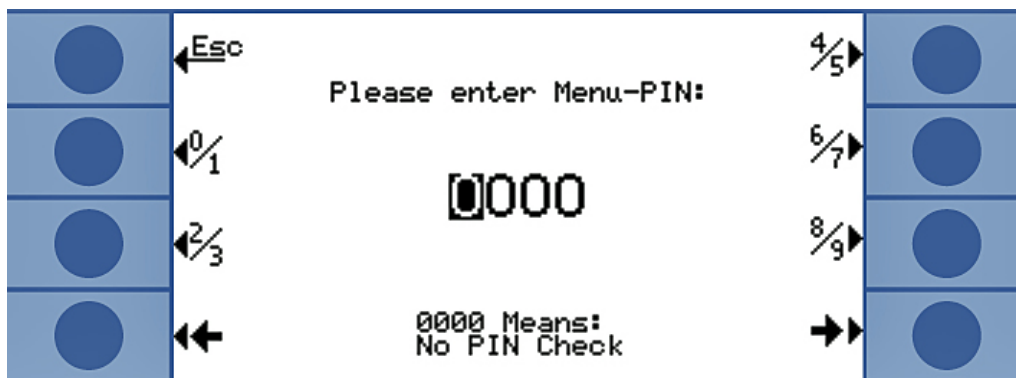 Esc
4/5
Please enter Menu-PIN:
0/1
6/7
0000
2/3
8/9
0000 Means:
No PIN Check